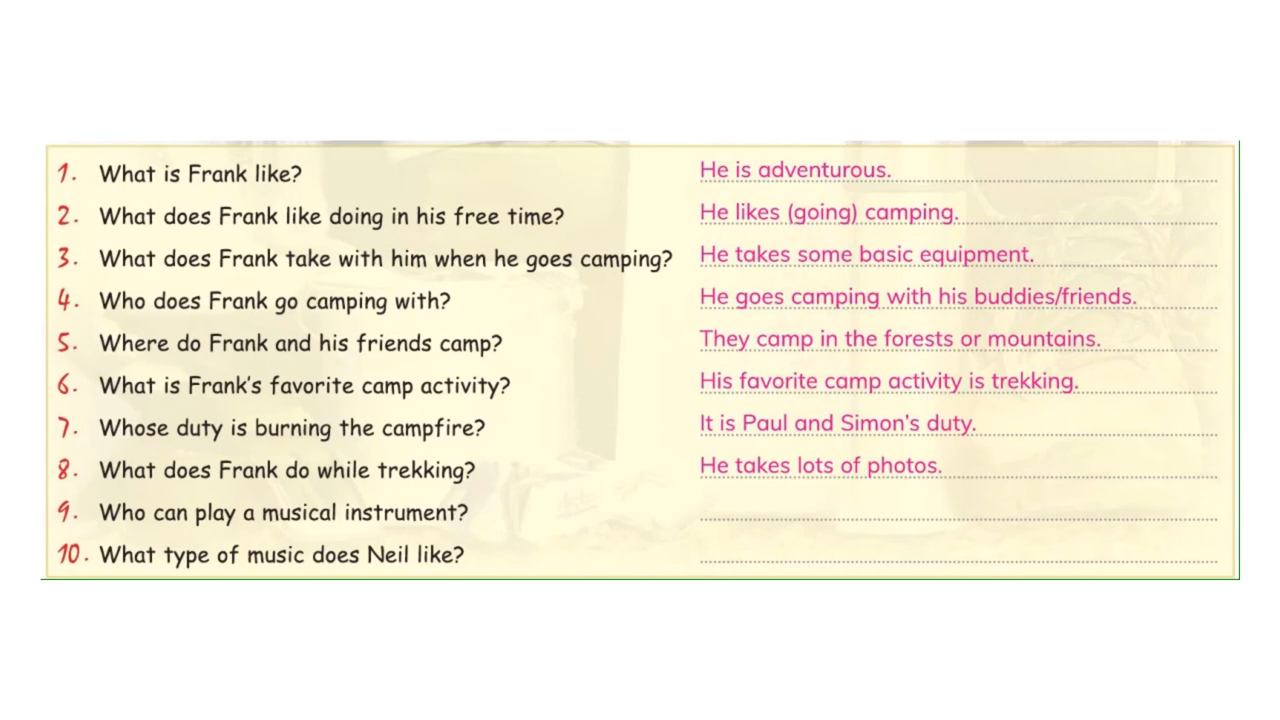 1. What is Frank like? He is adventurous.
2. What does Frank like doing in his free time? He likes (going) camping.
3. What does Frank take with him when he goes camping? He takes some basic equipment.
4. Who does Frank go camping with? He goes camping with his buddies/friends.
5. Where do Frank and his friends camp? They camp in the forests or mountains.
6. What is Frank's favorite camp activity? His favorite camp activity is trekking.
7. Whose duty is burning the campfire? It is Paul and Simon's duty.
8. What does Frank do while trekking? He takes lots of photos.
9. Who can play a musical instrument?
10. What type of music does Neil like?